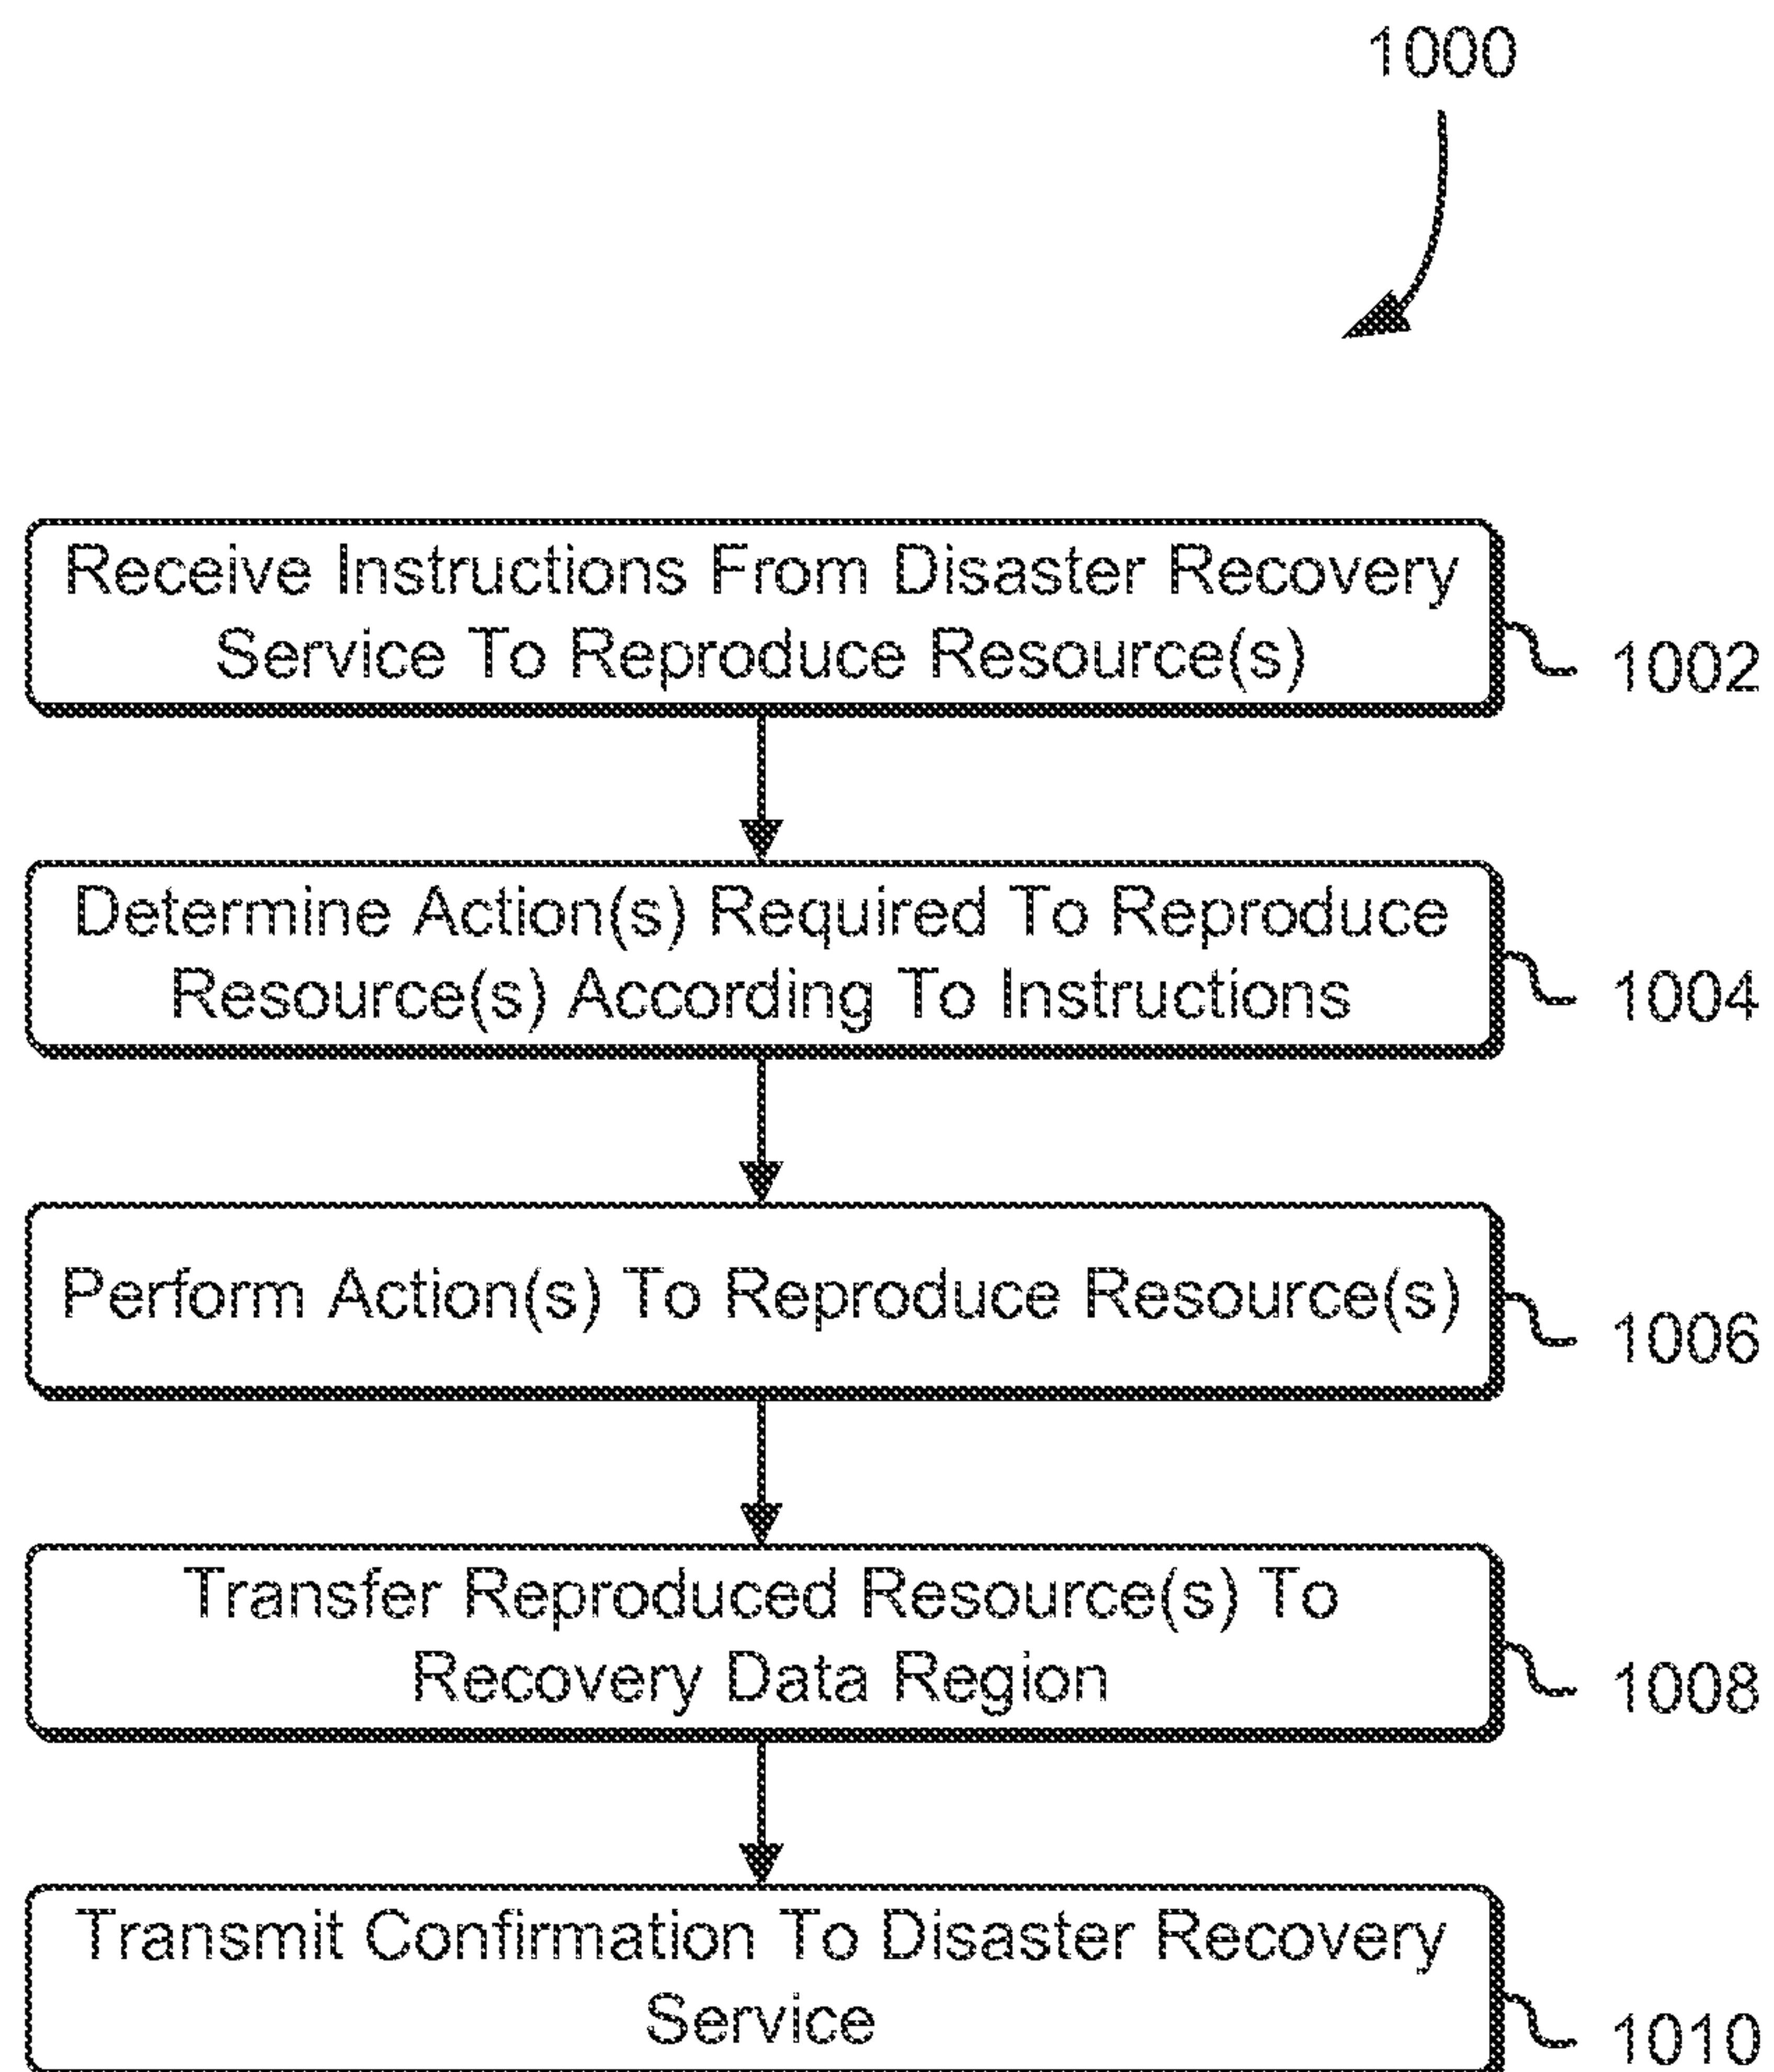 1000
Receive Instructions From Disaster Recovery
Service To Reproduce Resource(s)
1002
Determine Action(s) Required To Reproduce
Resource(s) According To Instructions
1004
Perform Action(s) To Reproduce Resource(s)
1006
Transfer Reproduced Resource(s) To
Recovery Data Region
1008
Transmit Confirmation To Disaster Recovery
Service
1010